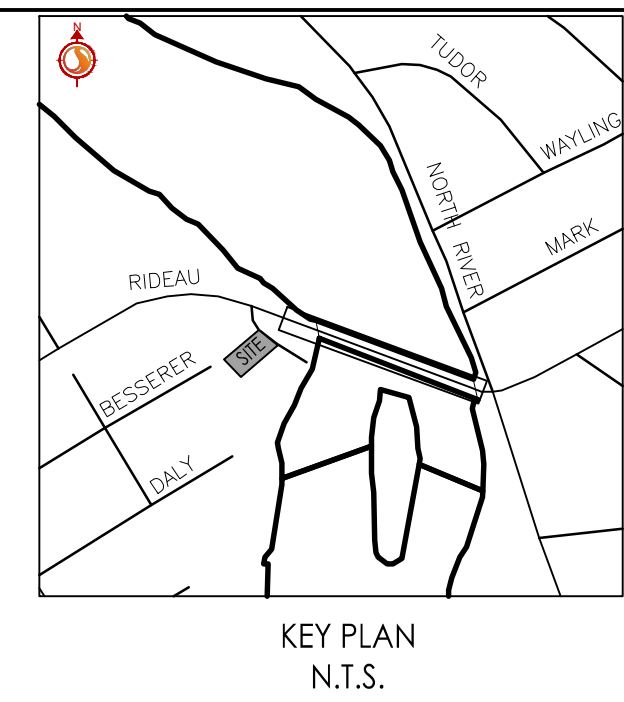 N
TUDOR
WAYLING
NORTH RIVER
MARK
RIDEAU
SITE
BESSERER
DALY
KEY PLAN
N.T.S.